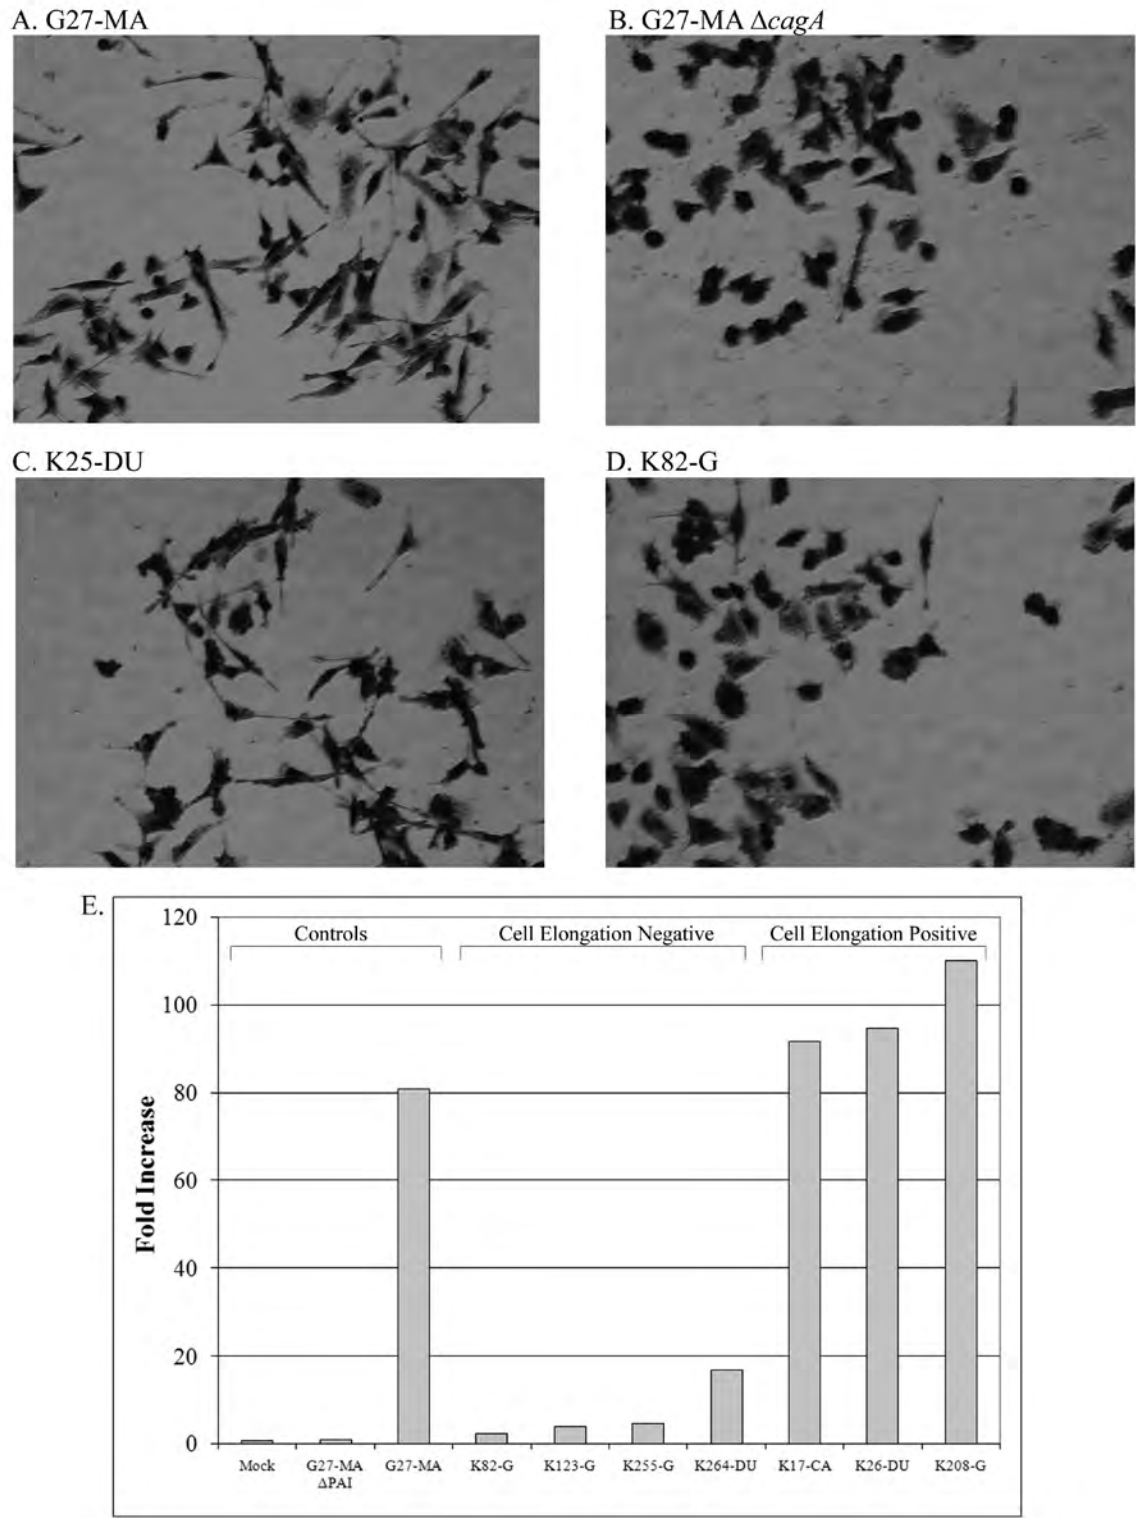 A. G27-MA
B. G27-MA ΔcagA
C. K25-DU
D. K82-G
E.
120
100
80
60
40
20
0
Fold Increase
Controls
Cell Elongation Negative
Cell Elongation Positive
Mock
G27-MA
ΔPAI
G27-MA
K82-G
K123-G
K255-G
K264-DU
K17-CA
K26-DU
K208-G